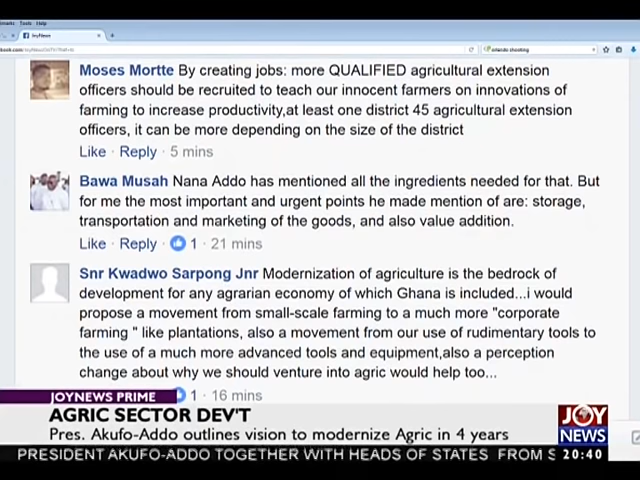 Tools Help
JoyNews
orlando shooting
Moses Mortte By creating jobs: more QUALIFIED agricultural extension
officers should be recruited to teach our innocent farmers on innovations of
farming to increase productivity,at least one district 45 agricultural extension
officers, it can be more depending on the size of the district
Like · Reply · 5 mins
Bawa Musah Nana Addo has mentioned all the ingredients needed for that. But
for me the most important and urgent points he made mention of are: storage,
transportation and marketing of the goods, and also value addition.
Like · Reply · 1 · 21 mins
Snr Kwadwo Sarpong Jnr Modernization of agriculture is the bedrock of
development for any agrarian economy of which Ghana is included...i would
propose a movement from small-scale farming to a much more "corporate
farming " like plantations, also a movement from our use of rudimentary tools to
the use of a much more advanced tools and equipment,also a perception
change about why we should venture into agric would help too...
1 · 16 mins
JOYNEWS PRIME
AGRIC SECTOR DEV'T
Pres. Akufo-Addo outlines vision to modernize Agric in 4 years
JOY
NEWS
PRESIDENT AKUFO-ADDO TOGETHER WITH HEADS OF STATES FROM S
20:40